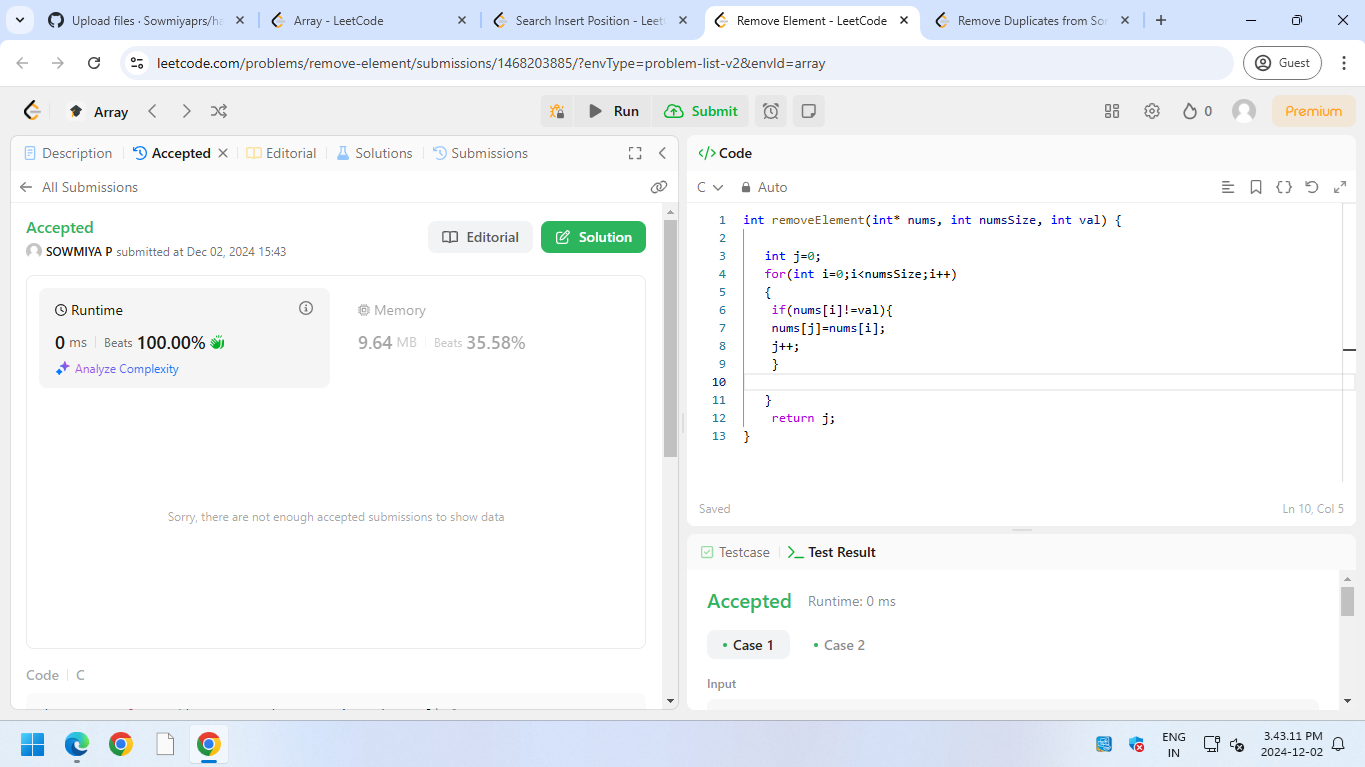 Upload files · Sowmiyaprs/ha
Array - LeetCode
Search Insert Position - Leet
Remove Element - LeetCode
Remove Duplicates from Sor
leetcode.com/problems/remove-element/submissions/1468203885/?envType=problem-list-v2&envId=array
Guest
Array
Run
Submit
0
Premium
Description
Accepted
Editorial
Solutions
Submissions
All Submissions
Accepted
SOWMIYA P submitted at Dec 02, 2024 15:43
Editorial
Solution
Runtime
0 ms
Beats 100.00%
Analyze Complexity
Memory
9.64 MB
Beats 35.58%
Sorry, there are not enough accepted submissions to show data
Code
C
</> Code
C
Auto
1 int removeElement(int* nums, int numsSize, int val) {
2
3 int j=0;
4 for(int i=0;i<numsSize;i++)
5 {
6 if(nums[i]!=val){
7 nums[j]=nums[i];
8 j++;
9 }
10
11 }
12 return j;
13 }
Saved
Ln 10, Col 5
Testcase
Test Result
Accepted
Runtime: 0 ms
Case 1
Case 2
Input
ENG
IN
3.43.11 PM
2024-12-02